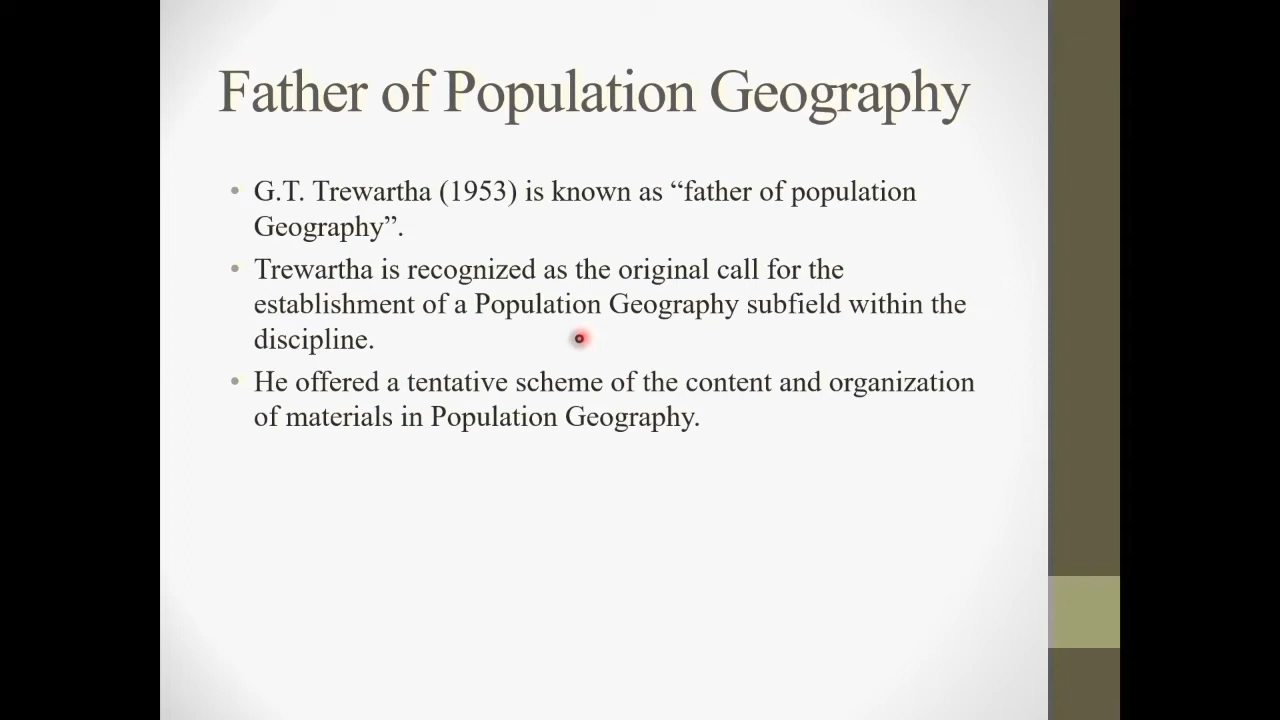 Father of Population Geography
• G.T. Trewartha (1953) is known as “father of population
Geography”.
• Trewartha is recognized as the original call for the
establishment of a Population Geography subfield within the
discipline.
• He offered a tentative scheme of the content and organization
of materials in Population Geography.